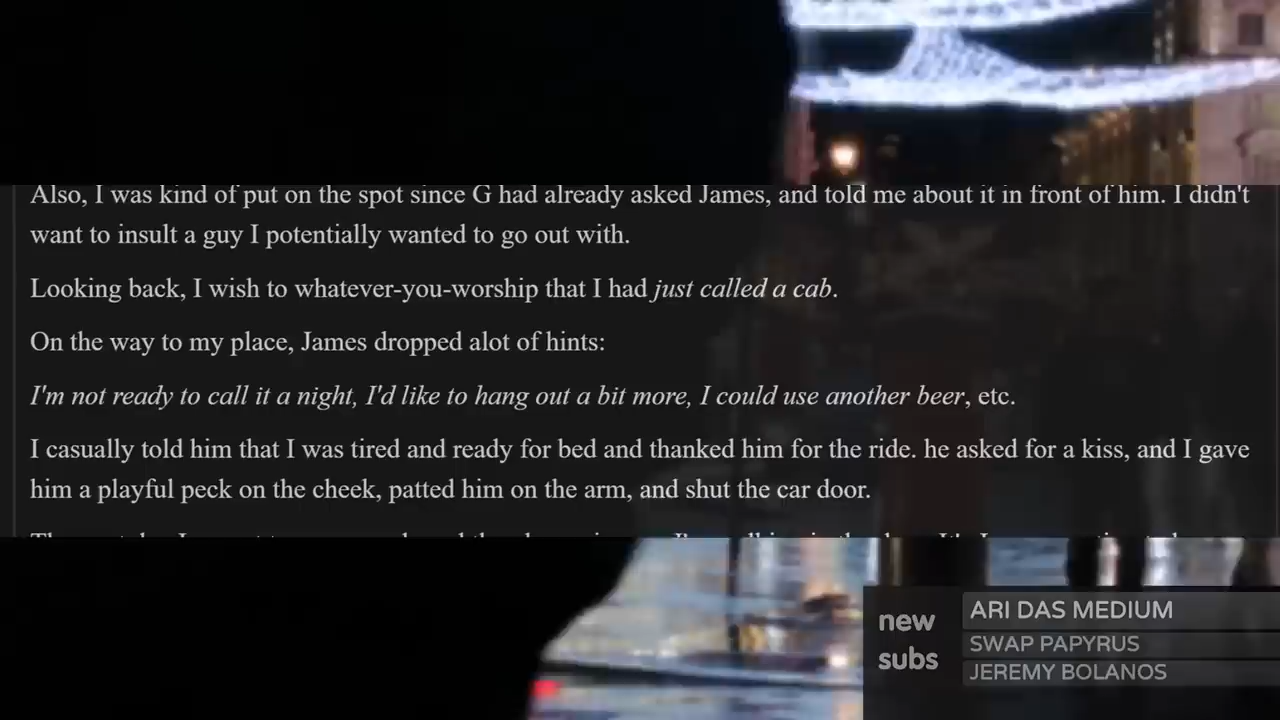 Also, I was kind of put on the spot since G had already asked James, and told me about it in front of him. I didn't
want to insult a guy I potentially wanted to go out with.
Looking back, I wish to whatever-you-worship that I had just called a cab.
On the way to my place, James dropped alot of hints:
I'm not ready to call it a night, I'd like to hang out a bit more, I could use another beer, etc.
I casually told him that I was tired and ready for bed and thanked him for the ride. he asked for a kiss, and I gave
him a playful peck on the cheek, patted him on the arm, and shut the car door.
new
subs
ARI DAS MEDIUM
SWAP PAPYRUS
JEREMY BOLANOS